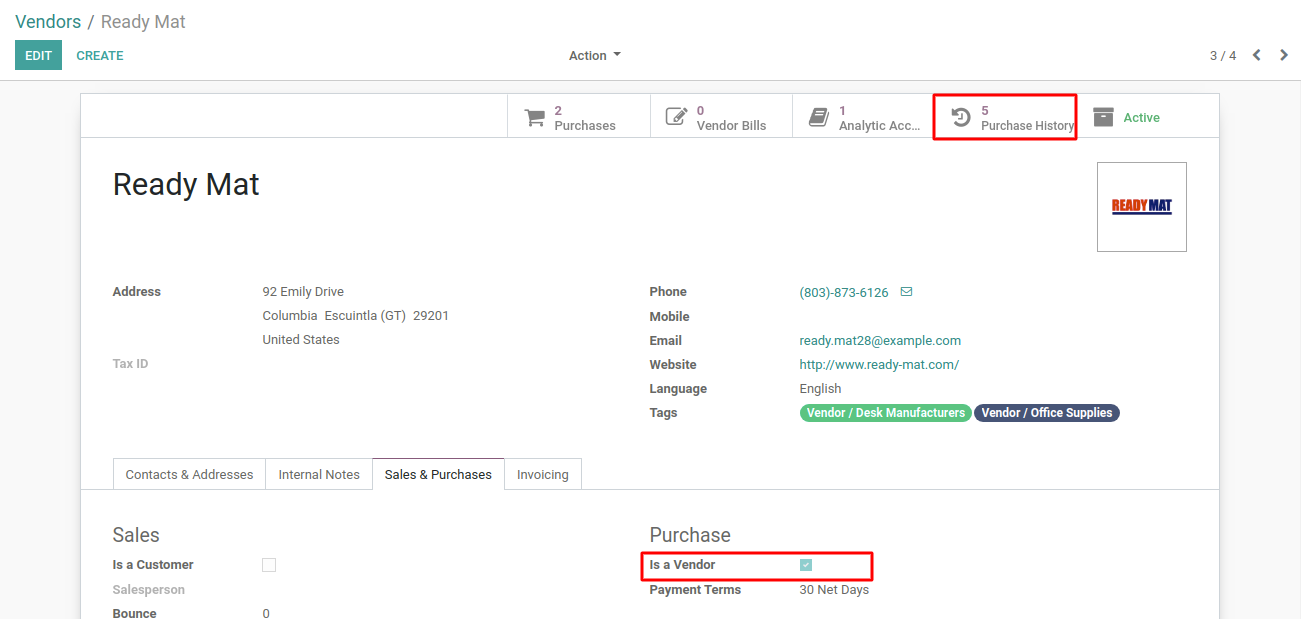 Vendors / Ready Mat
EDIT CREATE Action 3 / 4
2 Purchases 0 Vendor Bills 1 Analytic Acc... 5 Purchase History Active
Ready Mat
READYMAT
Address 92 Emily Drive Phone (803)-873-6126
Columbia Escuintla (GT) 29201 Mobile
United States Email ready.mat28@example.com
Tax ID Website http://www.ready-mat.com/
Language English
Tags Vendor / Desk Manufacturers Vendor / Office Supplies
Contacts & Addresses Internal Notes Sales & Purchases Invoicing
Sales Purchase
Is a Customer Is a Vendor
Salesperson Payment Terms 30 Net Days
Bounce 0